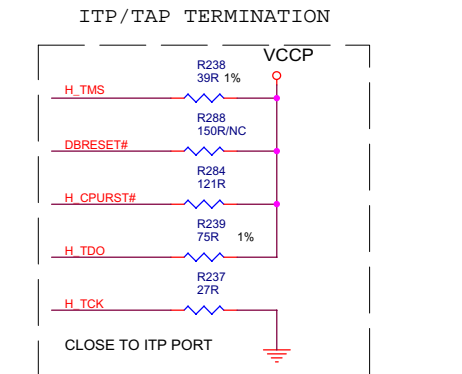 ITP/TAP TERMINATION
VCCP
R238
39R 1%
H_TMS
R288
150R/NC
DBRESET#
R284
121R
H_CPURST#
R239
75R 1%
H_TDO
R237
27R
H_TCK
CLOSE TO ITP PORT